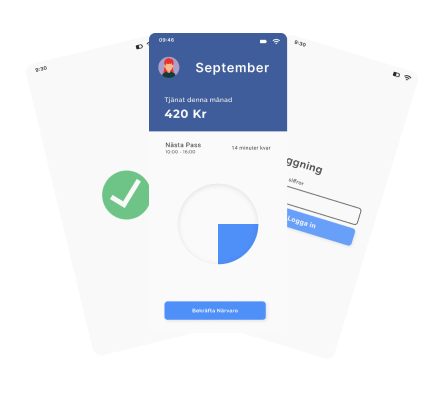 9:30
09:46
September
Tjänat denna månad
420 Kr
Nästa Pass
10:00 - 16:00
14 minuter kvar
Bekräfta Närvaro
9:30
ggning
siffror
Logga in